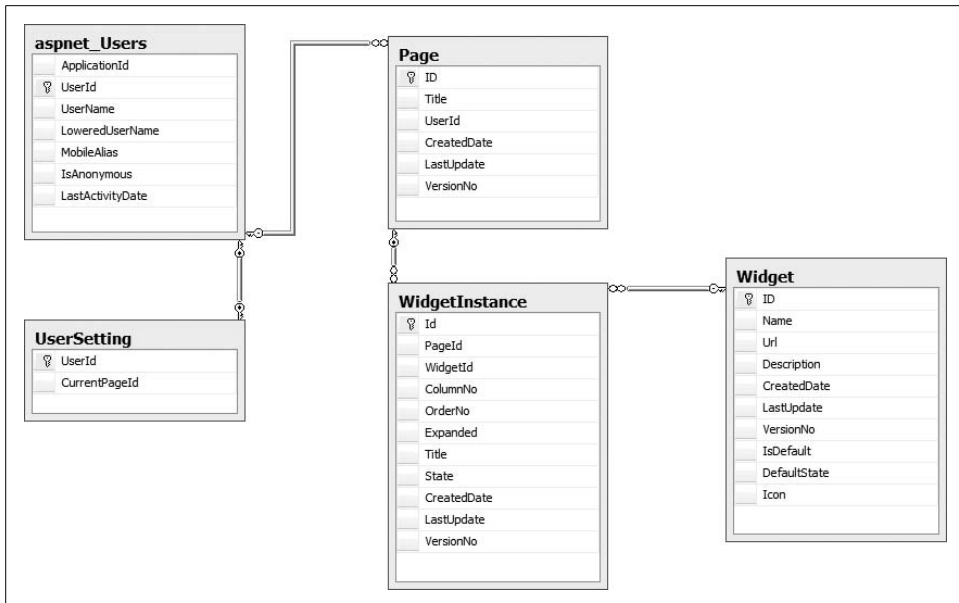 aspnet_Users
ApplicationId
UserId
UserName
LoweredUserName
MobileAlias
IsAnonymous
LastActivityDate
Page
ID
Title
UserId
CreatedDate
LastUpdate
VersionNo
UserSetting
UserId
CurrentPageId
WidgetInstance
Id
PageId
WidgetId
ColumnNo
OrderNo
Expanded
Title
State
CreatedDate
LastUpdate
VersionNo
Widget
ID
Name
Url
Description
CreatedDate
LastUpdate
VersionNo
IsDefault
DefaultState
Icon